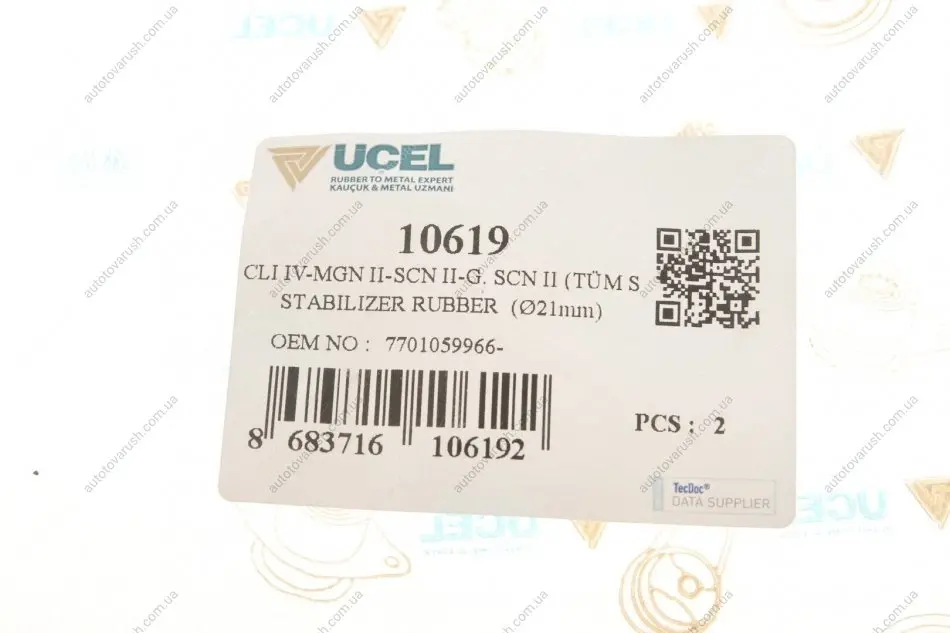 UCEL
RUBBER TO METAL EXPERT
KAUÇUK & METAL UZMANI
10619
CLI IV-MGN II-SCN II-G. SCN II (TÜM S
STABILIZER RUBBER (Ø21mm)
OEM NO : 7701059966-
8 683716 106192
PCS : 2
TecDoc®
DATA SUPPLIER
autotovarush.com.ua